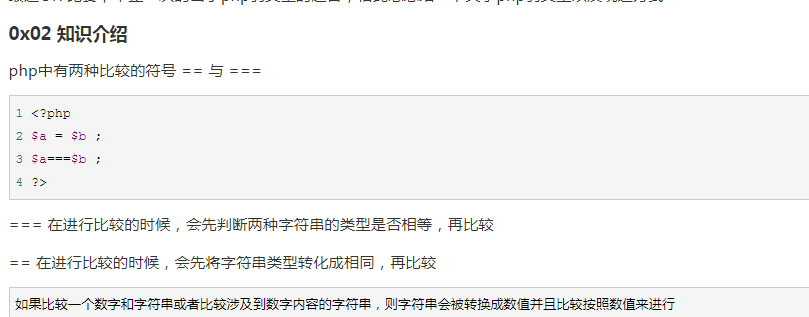 0x02 知识介绍
php中有两种比较的符号 == 与 ===
1 <?php
2 $a = $b ;
3 $a===$b ;
4 ?>
=== 在进行比较的时候，会先判断两种字符串的类型是否相等，再比较
== 在进行比较的时候，会先将字符串类型转化成相同，再比较
如果比较一个数字和字符串或者比较涉及到数字内容的字符串，则字符串会被转换成数值并且比较按照数值来进行